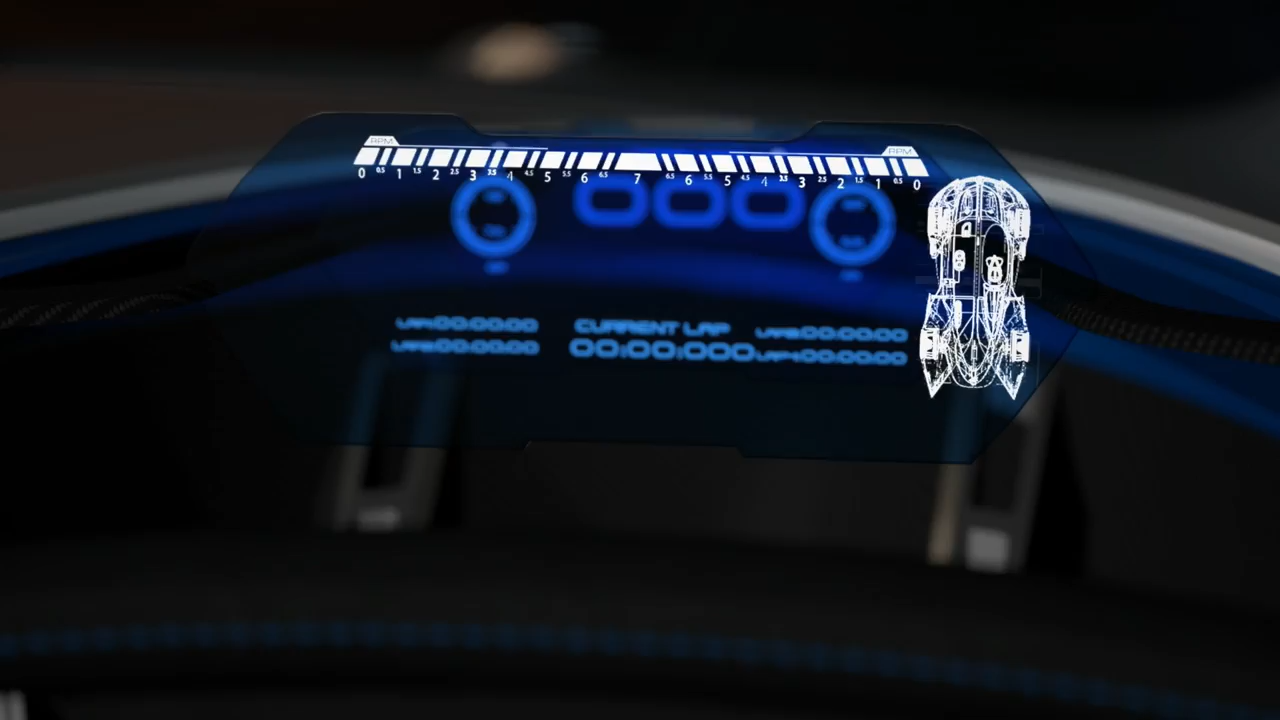 RPM RPM
0 0.5 1 1.5 2 2.5 3 3.5 4 4.5 5 5.5 6 6.5 7 6.5 6 5.5 5 4.5 4 3.5 3 2.5 2 1.5 1 0.5 0
000
LAP1 00:00:00 CURRENT LAP LAP3 00:00:00
LAP2 00:00:00 00:00:000 LAP4 00:00:00